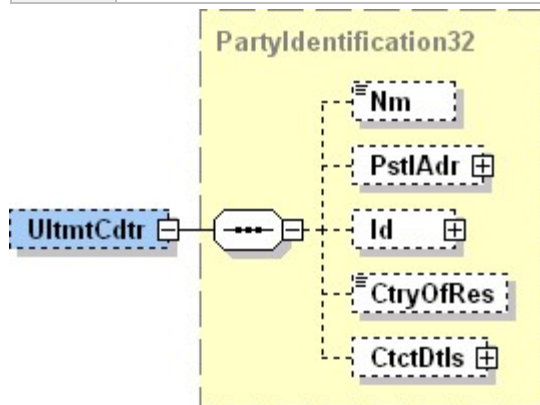 PartyIdentification32
Nm
PstlAdr
UltmtCdtr
Id
CtryOfRes
CtctDtls